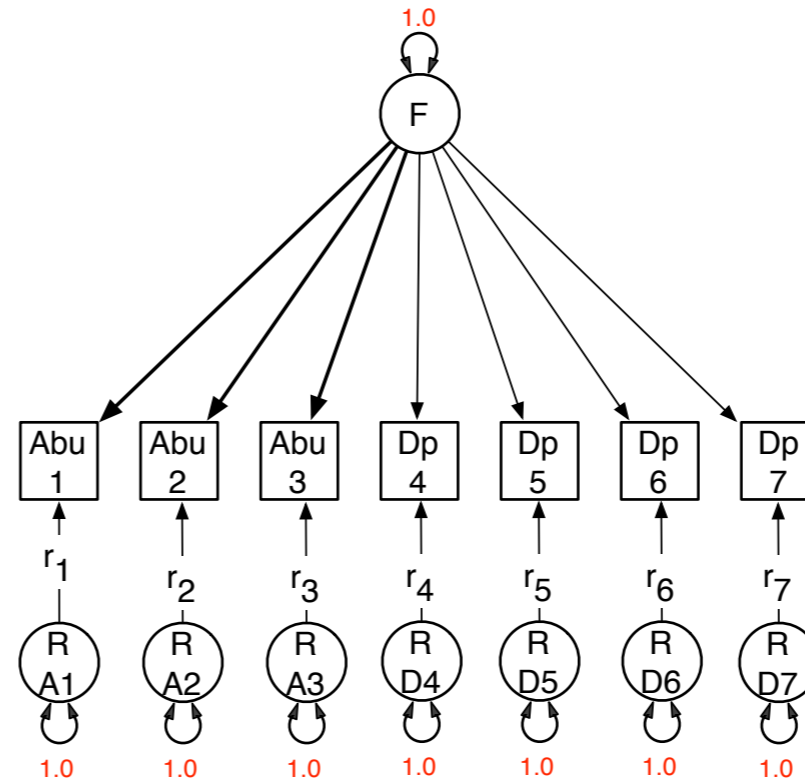 1.0
F
Abu Abu Abu Dp Dp Dp Dp
1 2 3 4 5 6 7
r1 r2 r3 r4 r5 r6 r7
R R R R R R R
A1 A2 A3 D4 D5 D6 D7
1.0 1.0 1.0 1.0 1.0 1.0 1.0